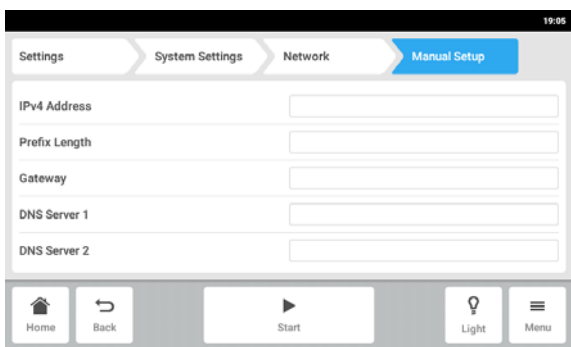 19:05
Settings System Settings Network Manual Setup
IPv4 Address
Prefix Length
Gateway
DNS Server 1
DNS Server 2
Home Back Start Light Menu